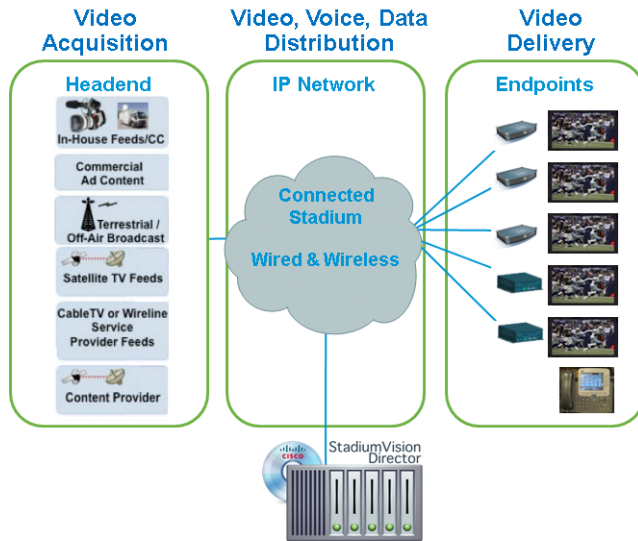 Video
Acquisition
Video, Voice, Data
Distribution
Video
Delivery
Headend
In-House Feeds/CC
Commercial
Ad Content
Terrestrial /
Off-Air Broadcast
Satellite TV Feeds
CableTV or Wireline
Service
Provider Feeds
Content Provider
IP Network
Connected
Stadium
Wired & Wireless
Endpoints
CISCO
StadiumVision
Director